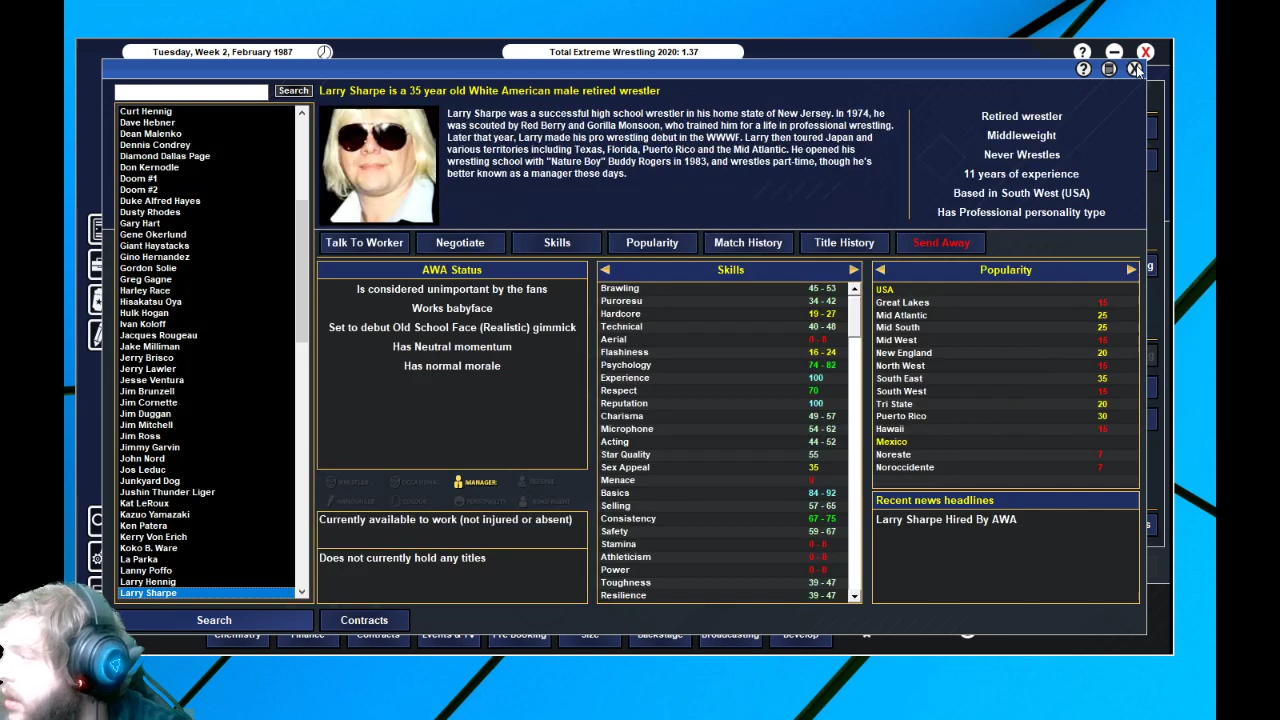 Tuesday, Week 2, February 1987
Total Extreme Wrestling 2020: 1.37
?
X
?
X
Search
Larry Sharpe is a 35 year old White American male retired wrestler
Curt Hennig
Dave Hebner
Dean Malenko
Dennis Condrey
Diamond Dallas Page
Don Kernodle
Doom #1
Doom #2
Duke Alfred Hayes
Dusty Rhodes
Gary Hart
Gene Okerlund
Giant Haystacks
Gino Hernandez
Gordon Solie
Greg Gagne
Harley Race
Hisakatsu Oya
Hulk Hogan
Ivan Koloff
Jacques Rougeau
Jake Milliman
Jerry Brisco
Jerry Lawler
Jesse Ventura
Jim Brunzell
Jim Cornette
Jim Duggan
Jim Mitchell
Jim Ross
Jimmy Garvin
John Nord
Jos Leduc
Junkyard Dog
Jushin Thunder Liger
Kat LeRoux
Kazuo Yamazaki
Ken Patera
Kerry Von Erich
Koko B. Ware
La Parka
Lanny Poffo
Larry Hennig
Larry Sharpe
Larry Sharpe was a successful high school wrestler in his home state of New Jersey. In 1974, he
was scouted by Red Berry and Gorilla Monsoon, who trained him for a life in professional wrestling.
Later that year, Larry made his pro wrestling debut in the WWWF. Larry then toured Japan and
various territories including Texas, Florida, Puerto Rico and the Mid Atlantic. He opened his
wrestling school with "Nature Boy" Buddy Rogers in 1983, and wrestles part-time, though he's
better known as a manager these days.
Retired wrestler
Middleweight
Never Wrestles
11 years of experience
Based in South West (USA)
Has Professional personality type
Talk To Worker
Negotiate
Skills
Popularity
Match History
Title History
Send Away
AWA Status
Is considered unimportant by the fans
Works babyface
Set to debut Old School Face (Realistic) gimmick
Has Neutral momentum
Has normal morale
WRESTLER
OCCASIONAL
MANAGER
REFEREE
ANNOUNCER
COLOUR
PERSONALITY
ROAD AGENT
Currently available to work (not injured or absent)
Does not currently hold any titles
Skills
Brawling 45 - 53
Puroresu 34 - 42
Hardcore 19 - 27
Technical 40 - 48
Aerial 0 - 8
Flashiness 16 - 24
Psychology 74 - 82
Experience 100
Respect 70
Reputation 100
Charisma 49 - 57
Microphone 54 - 62
Acting 44 - 52
Star Quality 55
Sex Appeal 35
Menace 9
Basics 84 - 92
Selling 57 - 65
Consistency 67 - 75
Safety 59 - 67
Stamina 0 - 8
Athleticism 0 - 8
Power 0 - 8
Toughness 39 - 47
Resilience 39 - 47
Popularity
USA
Great Lakes 15
Mid Atlantic 25
Mid South 25
Mid West 15
New England 20
North West 15
South East 35
South West 15
Tri State 20
Puerto Rico 30
Hawaii 15
Mexico
Noreste 7
Noroccidente 7
Recent news headlines
Larry Sharpe Hired By AWA
Search
Contracts
Chemistry
Finance
Contracts
Events & TV
Pre Booking
Size
Backstage
Broadcasting
Develop